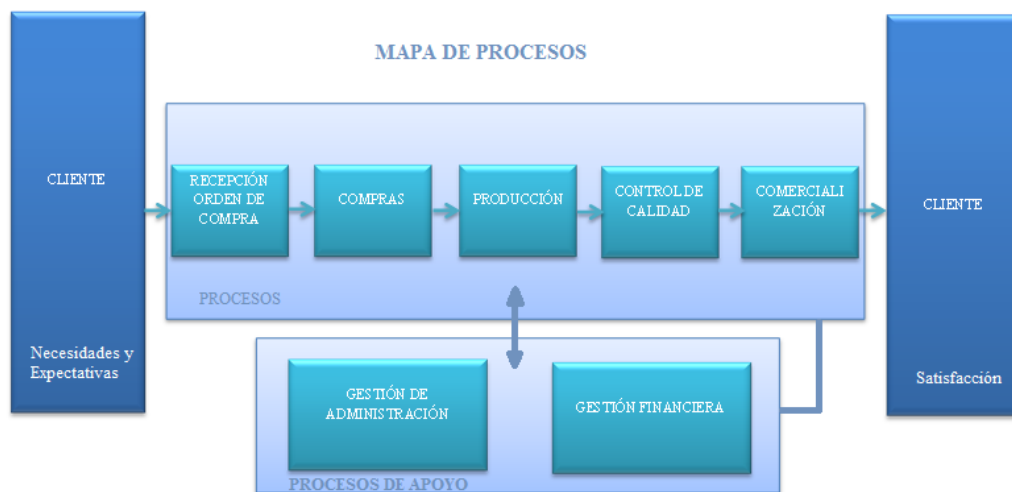 MAPA DE PROCESOS
CLIENTE
Necesidades y
Expectativas
RECEPCIÓN
ORDEN DE
COMPRA
COMPRAS
PRODUCCIÓN
CONTROL DE
CALIDAD
COMERCIALI
ZACIÓN
PROCESOS
CLIENTE
Satisfacción
GESTIÓN DE
ADMINISTRACIÓN
GESTIÓN FINANCIERA
PROCESOS DE APOYO